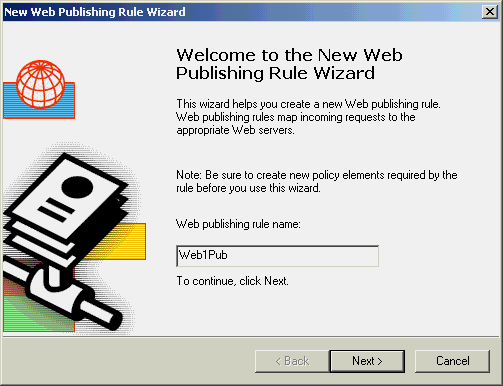 New Web Publishing Rule Wizard
Welcome to the New Web
Publishing Rule Wizard
This wizard helps you create a new Web publishing rule.
Web publishing rules map incoming requests to the
appropriate Web servers.
Note: Be sure to create new policy elements required by the
rule before you use this wizard.
Web publishing rule name:
Web1Pub
To continue, click Next.
< Back
Next >
Cancel